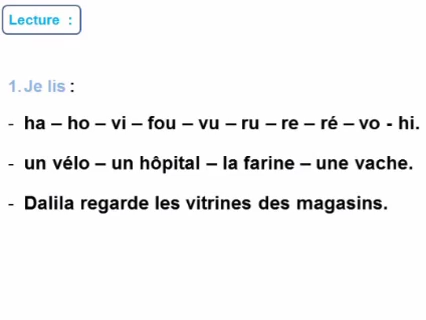 Lecture :
1.Je lis :
- ha – ho – vi – fou – vu – ru – re – ré – vo - hi.
- un vélo – un hôpital – la farine – une vache.
- Dalila regarde les vitrines des magasins.